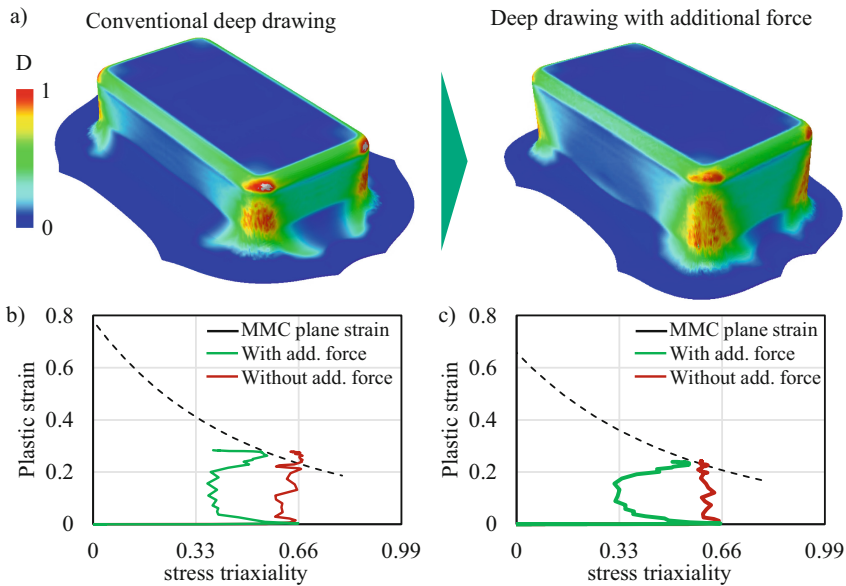 a)
Conventional deep drawing
Deep drawing with additional force
D
1
0
b)
0.8
0.6
0.4
0.2
0
Plastic strain
MMC plane strain
With add. force
Without add. force
0
0.33
0.66
0.99
stress triaxiality
c)
0.8
0.6
0.4
0.2
0
Plastic strain
MMC plane strain
With add. force
Without add. force
0
0.33
0.66
0.99
stress triaxiality